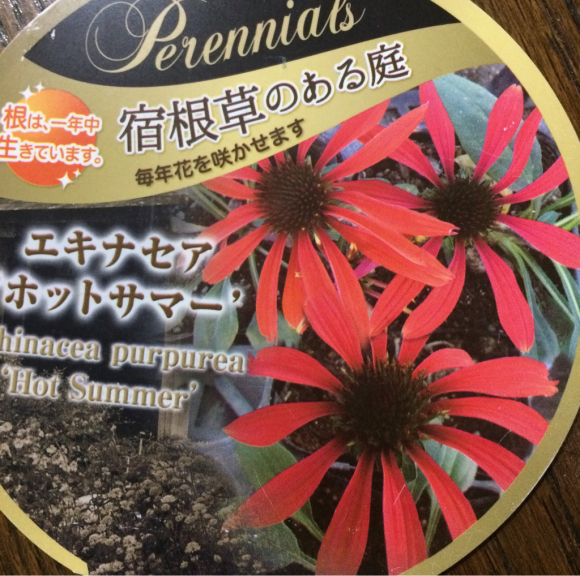 Perennials
宿根草のある庭
毎年花を咲かせます
根は、一年中
生きています。
エキナセア
'ホットサマー'
hinacea purpurea
'Hot Summer'